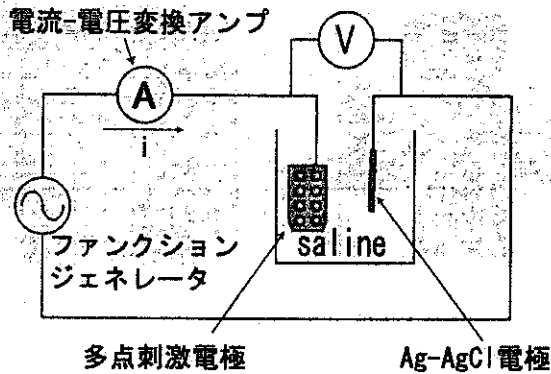 電流-電圧変換アンプ
V
A
i
ファンクション
ジェネレータ
saline
多点刺激電極
Ag-AgCl電極